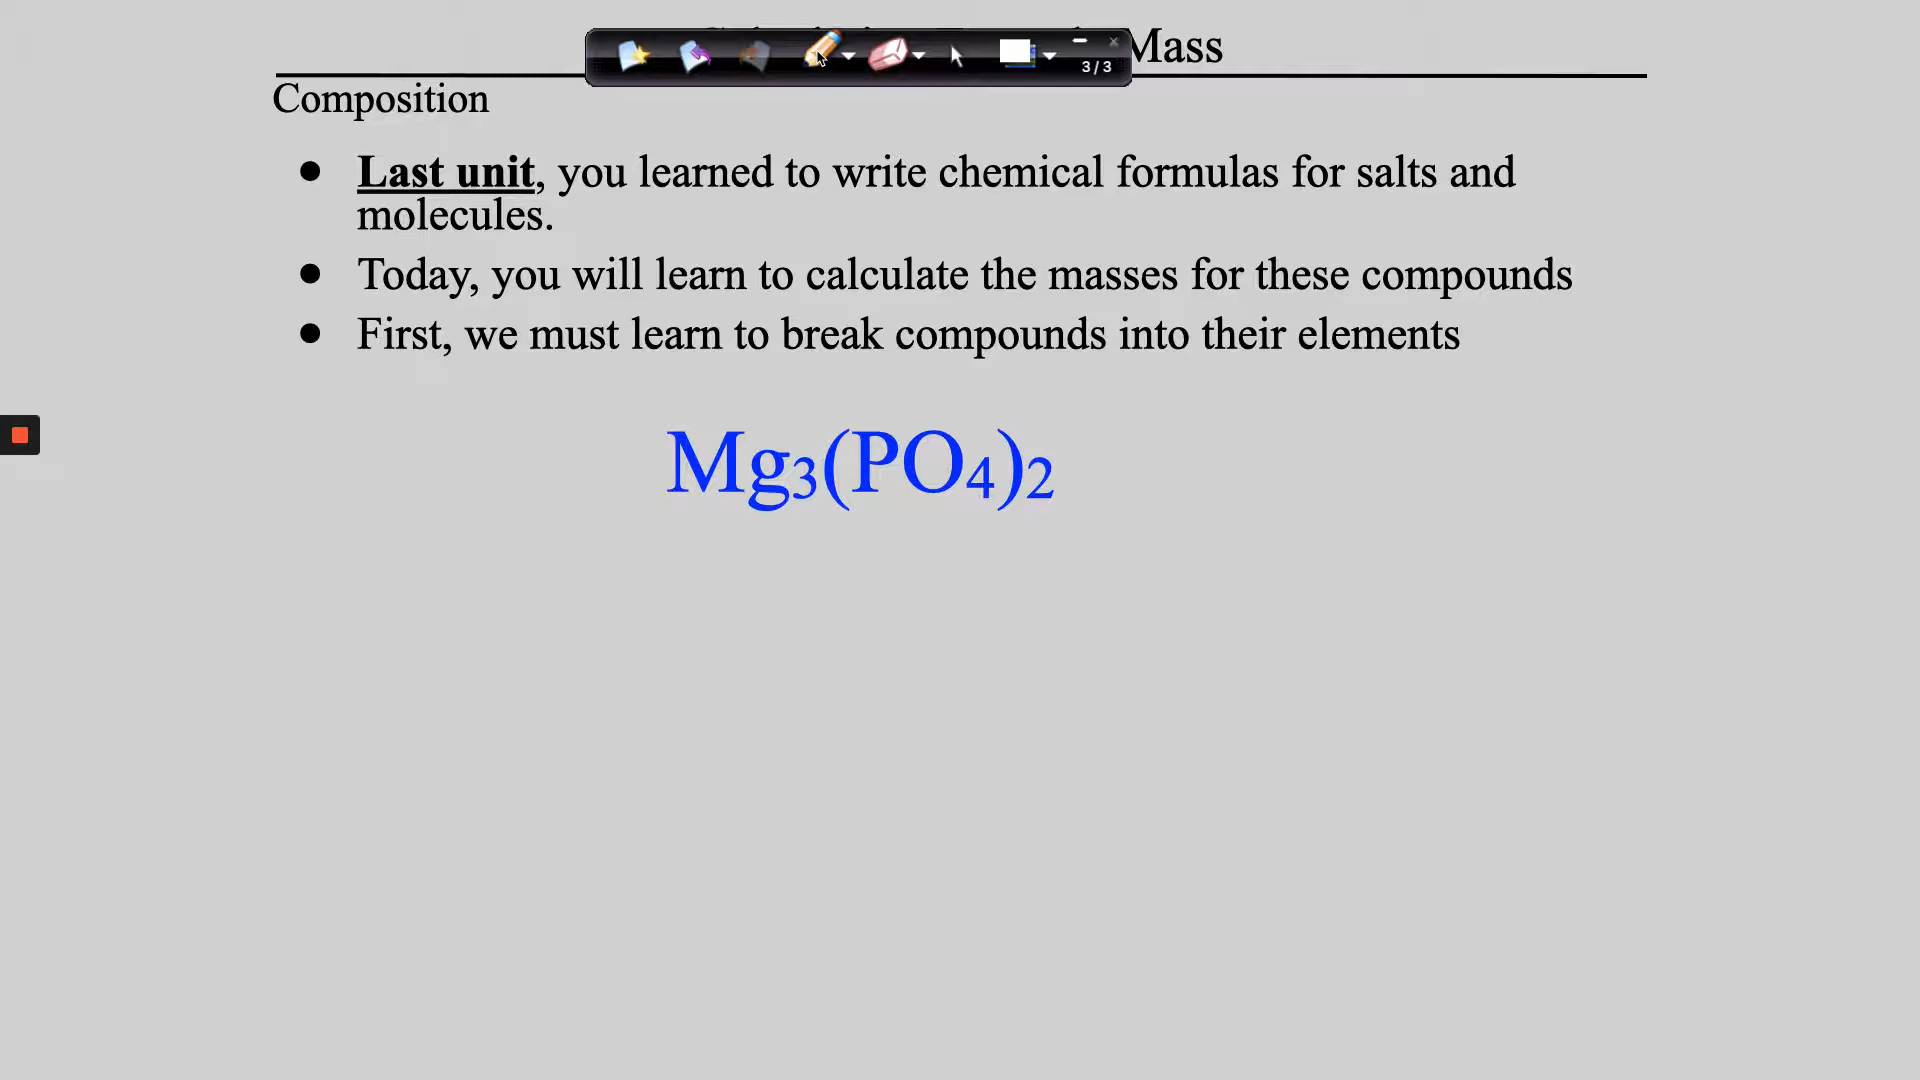 Mass
3/3
Composition
Last unit, you learned to write chemical formulas for salts and
molecules.
Today, you will learn to calculate the masses for these compounds
First, we must learn to break compounds into their elements
Mg₃(PO₄)₂